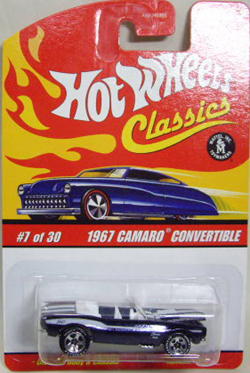 Hot Wheels
Classics
#7 of 30
1967 CAMARO® CONVERTIBLE